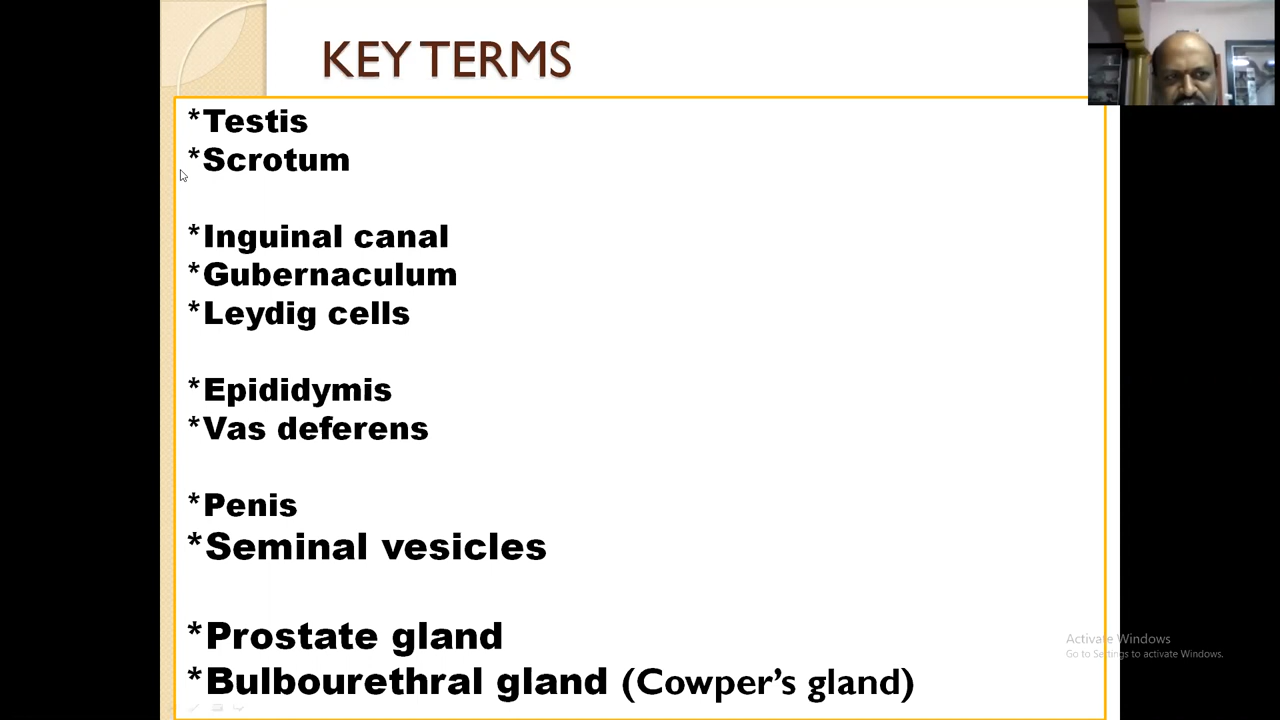 KEY TERMS
*Testis
*Scrotum
*Inguinal canal
*Gubernaculum
*Leydig cells
*Epididymis
*Vas deferens
*Penis
*Seminal vesicles
*Prostate gland
*Bulbourethral gland (Cowper's gland)
Activate Windows
Go to Settings to activate Windows.